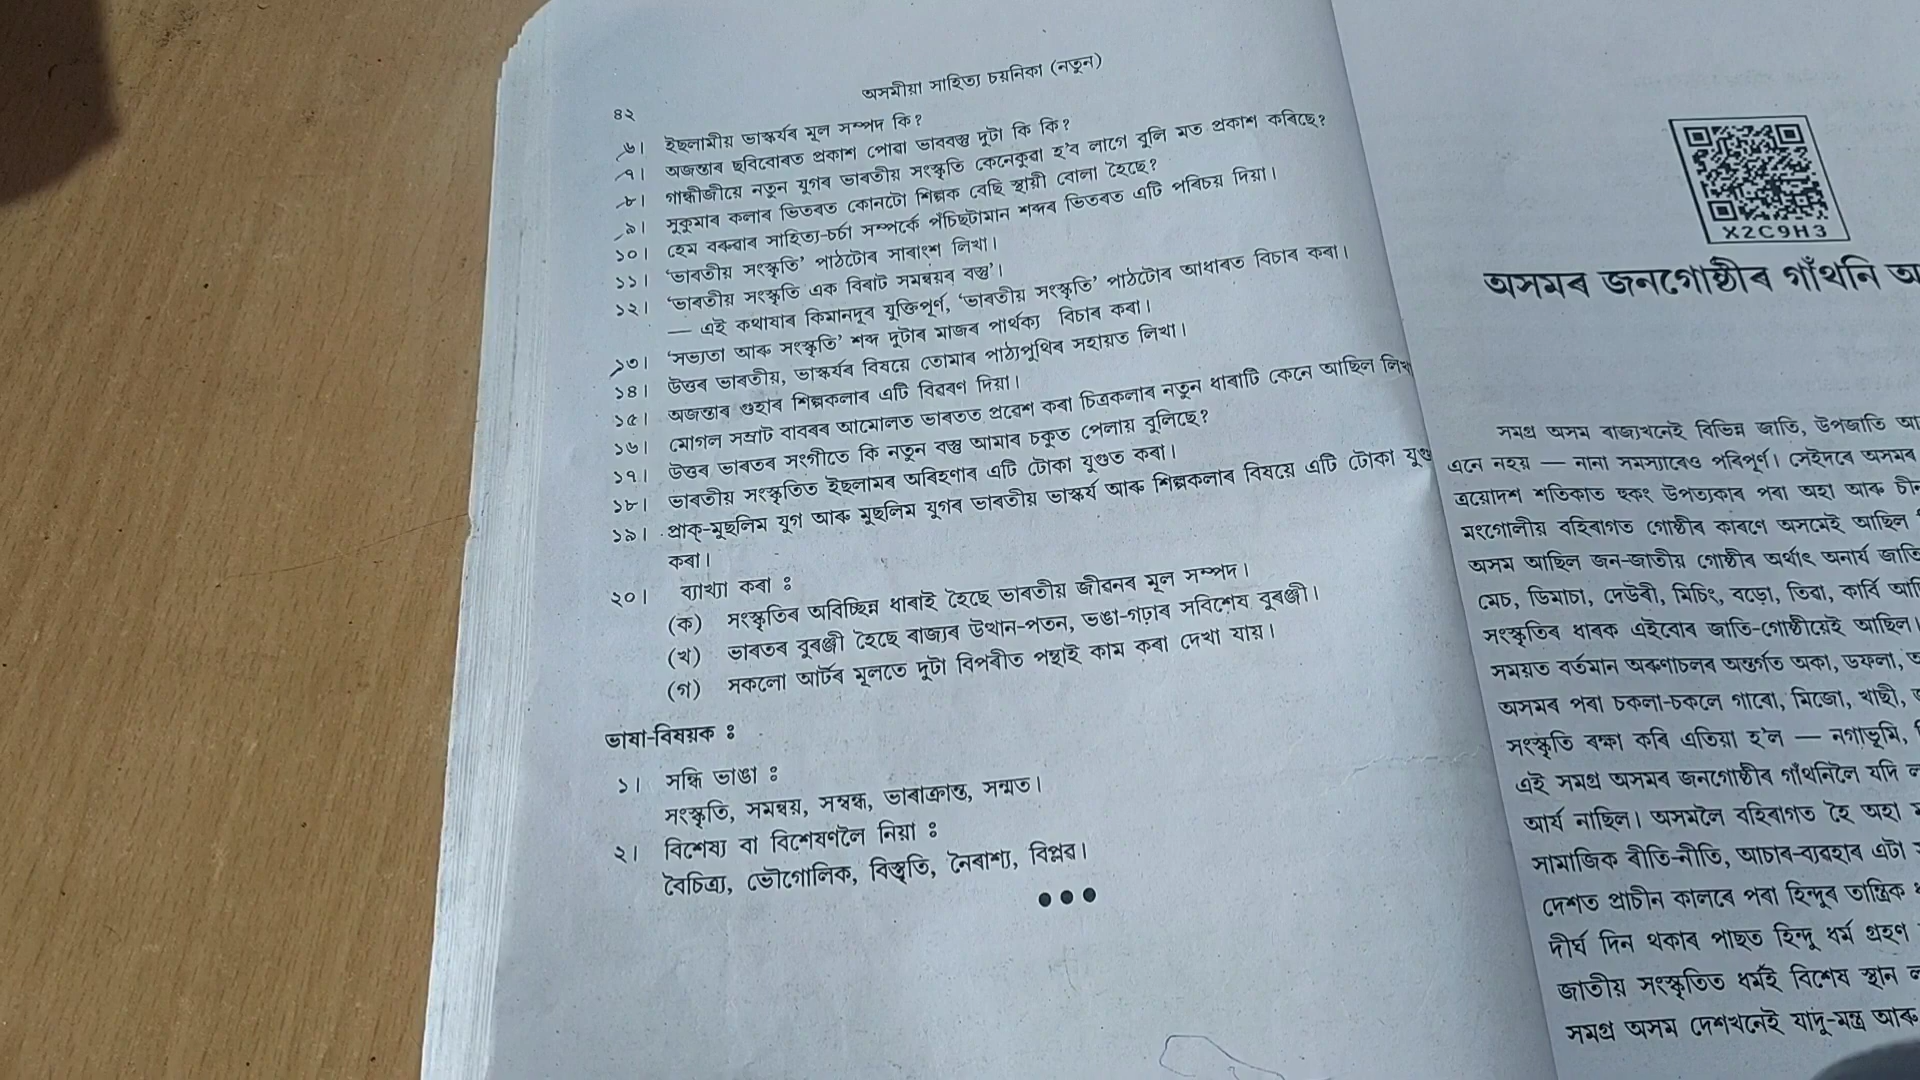 অসমীয়া সাহিত্য চয়নিকা (নতুন)
৪২
৬। ইছলামীয় ভাস্কৰ্যৰ মূল সম্পদ কি?
৭। অজন্তাৰ ছবিবোৰত প্ৰকাশ পোৱা ভাববস্তু দুটা কি কি?
৮। গান্ধীজীয়ে নতুন যুগৰ ভাৰতীয় সংস্কৃতি কেনেকুৱা হ'ব লাগে বুলি মত প্ৰকাশ কৰিছে?
৯। সুকুমাৰ কলাৰ ভিতৰত কোনটো শিল্পক বেছি স্থায়ী বোলা হৈছে?
১০। হেম বৰুৱাৰ সাহিত্য-চৰ্চা সম্পৰ্কে পঁচিছটামান শব্দৰ ভিতৰত এটি পৰিচয় দিয়া।
১১। 'ভাৰতীয় সংস্কৃতি' পাঠটোৰ সাৰাংশ লিখা।
১২। 'ভাৰতীয় সংস্কৃতি এক বিৰাট সমন্বয়ৰ বস্তু'।
— এই কথাষাৰ কিমানদূৰ যুক্তিপূৰ্ণ, 'ভাৰতীয় সংস্কৃতি' পাঠটোৰ আধাৰত বিচাৰ কৰা।
১৩। 'সভ্যতা আৰু সংস্কৃতি' শব্দ দুটাৰ মাজৰ পাৰ্থক্য বিচাৰ কৰা।
১৪। উত্তৰ ভাৰতীয়, ভাস্কৰ্যৰ বিষয়ে তোমাৰ পাঠ্যপুথিৰ সহায়ত লিখা।
১৫। অজন্তাৰ গুহাৰ শিল্পকলাৰ এটি বিৱৰণ দিয়া।
১৬। মোগল সম্ৰাট বাবৰৰ আমোলত ভাৰতত প্ৰৱেশ কৰা চিত্ৰকলাৰ নতুন ধাৰাটি কেনে আছিল লিখা
১৭। উত্তৰ ভাৰতৰ সংগীতে কি নতুন বস্তু আমাৰ চকুত পেলায় বুলিছে?
১৮। ভাৰতীয় সংস্কৃতিত ইছলামৰ অৰিহণাৰ এটি টোকা যুগুত কৰা।
১৯। প্ৰাক্-মুছলিম যুগ আৰু মুছলিম যুগৰ ভাৰতীয় ভাস্কৰ্য আৰু শিল্পকলাৰ বিষয়ে এটি টোকা
কৰা।
২০। ব্যাখ্যা কৰা ঃ
(ক) সংস্কৃতিৰ অবিচ্ছিন্ন ধাৰাই হৈছে ভাৰতীয় জীৱনৰ মূল সম্পদ।
(খ) ভাৰতৰ বুৰঞ্জী হৈছে ৰাজ্যৰ উত্থান-পতন, ভঙা-গঢ়াৰ সবিশেষ বুৰঞ্জী।
(গ) সকলো আৰ্টৰ মূলতে দুটা বিপৰীত পন্থাই কাম কৰা দেখা যায়।
ভাষা-বিষয়ক ঃ
১। সন্ধি ভাঙা ঃ
সংস্কৃতি, সমন্বয়, সম্বন্ধ, ভাৰাক্ৰান্ত, সন্মত।
২। বিশেষ্য বা বিশেষণলৈ নিয়া ঃ
বৈচিত্ৰ্য, ভৌগোলিক, বিস্তৃতি, নৈৰাশ্য, বিপ্লৱ।
X2C9H3
অসমৰ জনগোষ্ঠীৰ গাঁথনি
সমগ্ৰ অসম ৰাজ্যখনেই বিভিন্ন জাতি, উপজাতি
এনে নহয় — নানা সমস্যাৰেও পৰিপূৰ্ণ। সেইদৰে অসমৰ
ত্ৰয়োদশ শতিকাত হুকং উপত্যকাৰ পৰা অহা আৰু
মংগোলীয় বহিৰাগত গোষ্ঠীৰ কাৰণে অসমেই আছিল
অসম আছিল জন-জাতীয় গোষ্ঠীৰ অৰ্থাৎ অনাৰ্য জাতি
মেচ, ডিমাচা, দেউৰী, মিচিং, বড়ো, তিৱা, কাৰ্বি
সংস্কৃতিৰ ধাৰক এইবোৰ জাতি-গোষ্ঠীয়েই আছিল।
সময়ত বৰ্তমান অৰুণাচলৰ অন্তৰ্গত অকা, ডফলা,
অসমৰ পৰা চকলা-চকলে গাৰো, মিজো, খাছী,
সংস্কৃতি ৰক্ষা কৰি এতিয়া হ'ল — নগাভূমি,
এই সমগ্ৰ অসমৰ জনগোষ্ঠীৰ গাঁথনিলৈ যদি
আৰ্য নাছিল। অসমলৈ বহিৰাগত হৈ অহা
সামাজিক ৰীতি-নীতি, আচাৰ-ব্যৱহাৰ এটা
দেশত প্ৰাচীন কালৰে পৰা হিন্দুৰ তান্ত্ৰিক
দীৰ্ঘ দিন থকাৰ পাছত হিন্দু ধৰ্ম গ্ৰহণ
জাতীয় সংস্কৃতিত ধৰ্মই বিশেষ স্থান
সমগ্ৰ অসম দেশখনেই যাদু-মন্ত্ৰ আৰু